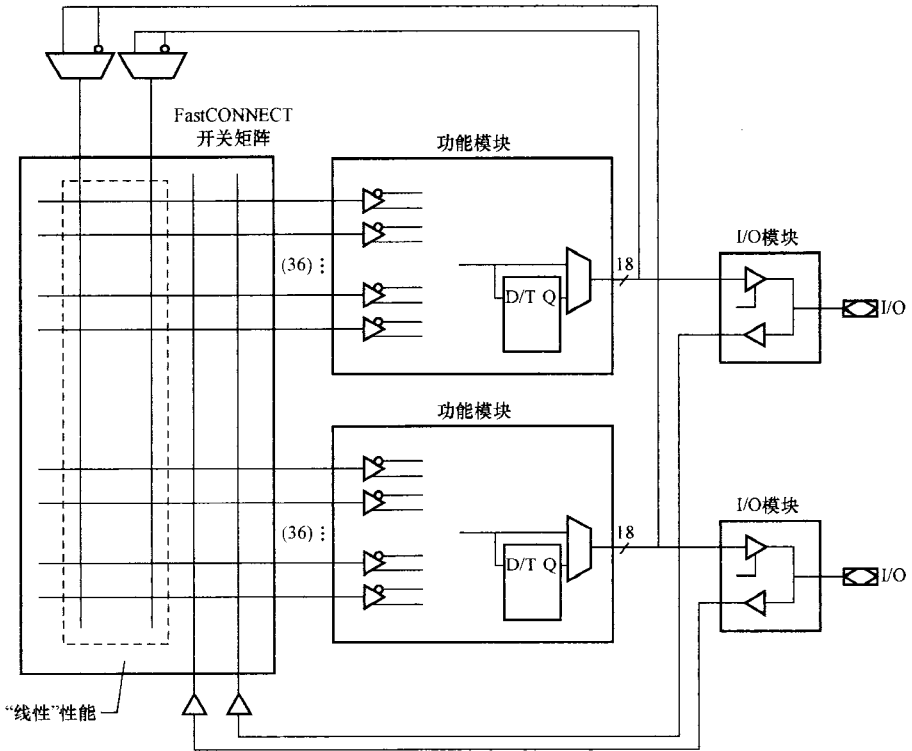 FastCONNECT
开关矩阵
功能模块
(36)
D/T Q
18
I/O模块
I/O
功能模块
(36)
D/T Q
18
I/O模块
I/O
“线性”性能